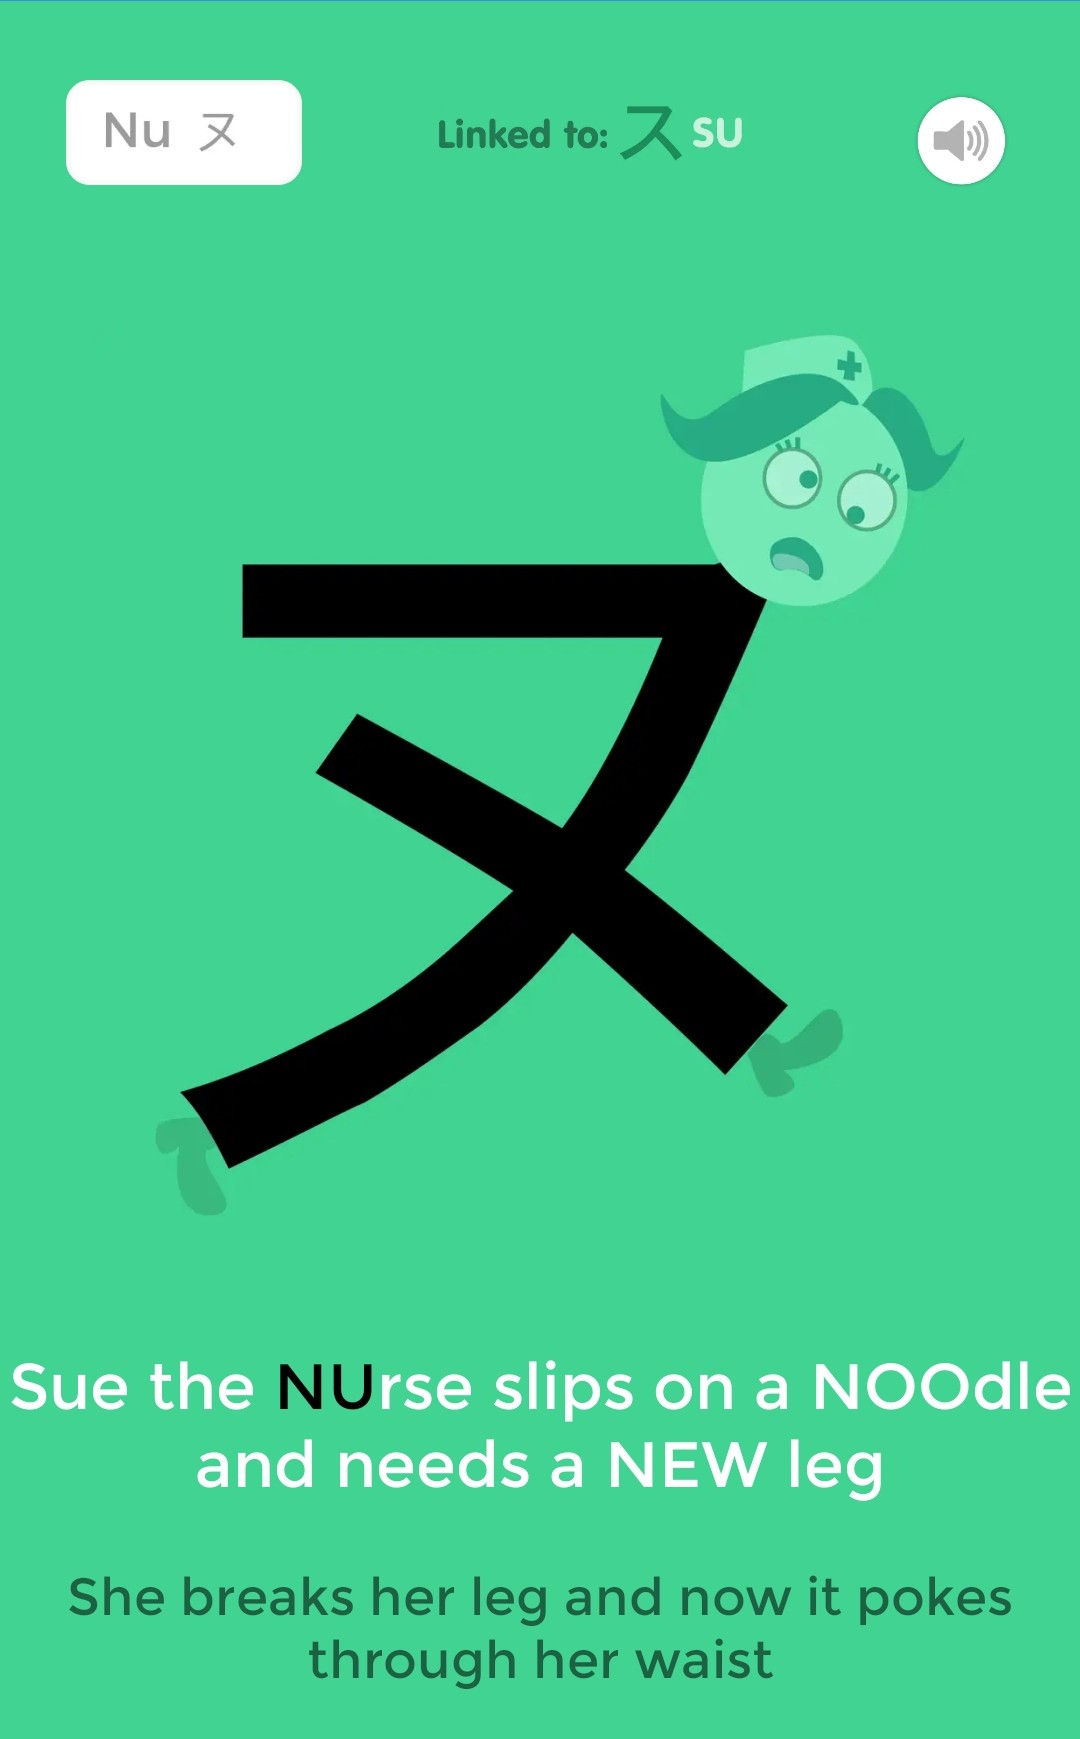 Nu ヌ
Linked to: ス SU
ヌ
Sue the NUrse slips on a NOOdle
and needs a NEW leg
She breaks her leg and now it pokes
through her waist